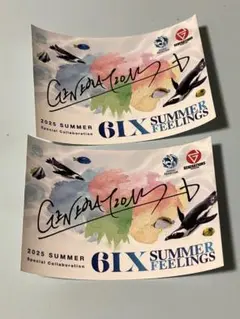 GENERATIONS
2025 SUMMER
Special Collaboration
6IX
SUMMER
FEELINGS
GENERATIONS
2025 SUMMER
Special Collaboration
6IX
SUMMER
FEELINGS